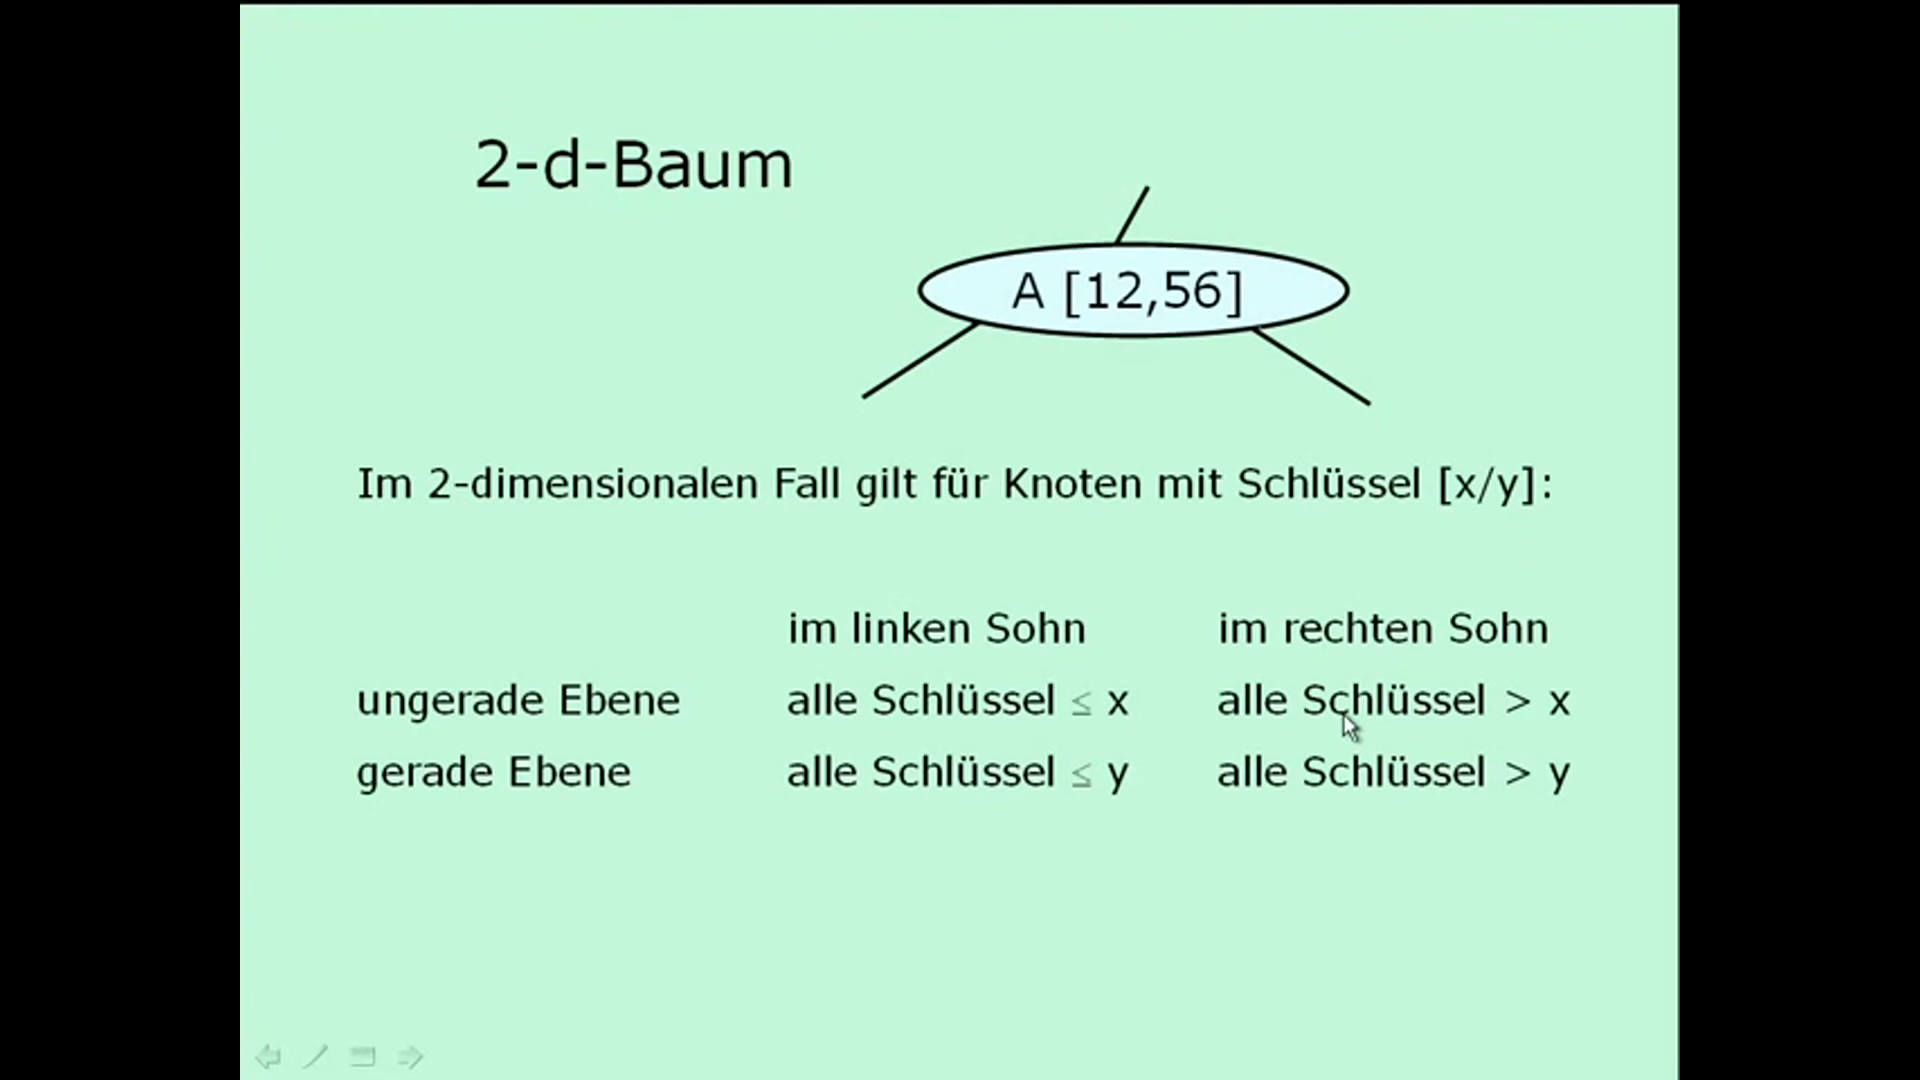 2-d-Baum
A [12,56]
Im 2-dimensionalen Fall gilt für Knoten mit Schlüssel [x/y]:
im linken Sohn im rechten Sohn
ungerade Ebene alle Schlüssel ≤ x alle Schlüssel > x
gerade Ebene alle Schlüssel ≤ y alle Schlüssel > y